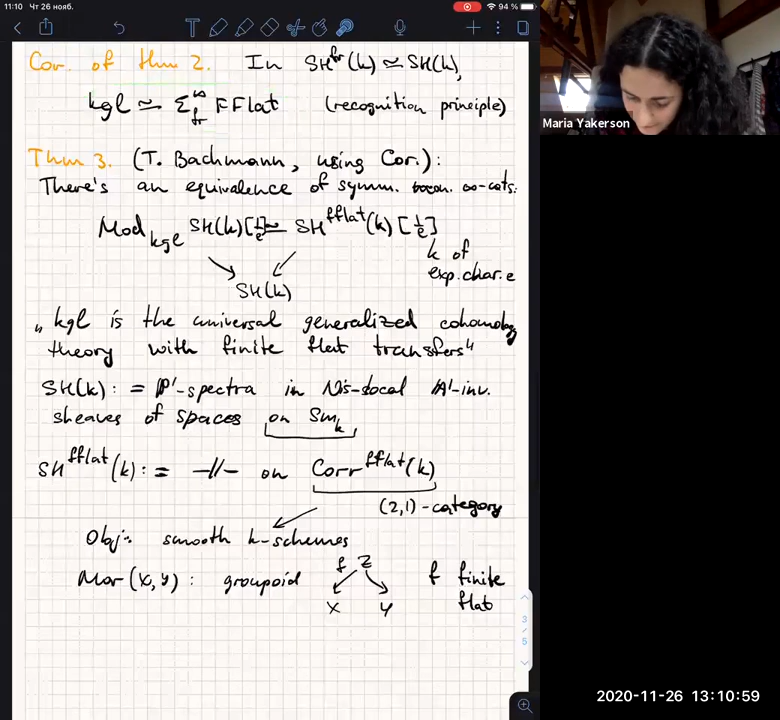 11:10 Чт 26 нояб.
94 %
Cor. of thm 2. In SH^fr(k) ≃ SH(k),
kgl ≃ Σ^∞_fr FFlat (recognition principle)
Thm 3. (T. Bachmann, using Cor.):
There's an equivalence of symm. ∞-cats:
Mod_kgl SH(k)[1/e] ≃ SH^fflat(k)[1/e]
k of
exp. char. e
SH(k)
„kgl is the universal generalized cohomology
theory with finite flat transfers"
SH(k) := P¹-spectra in Nis-local A¹-inv.
sheaves of spaces on Sm_k
SH^fflat(k) := —//— on Corr^fflat(k)
(2,1)-category
Obj: smooth k-schemes
Mor(X,Y): groupoid f Z f finite
X Y flat
3
/
5
Maria Yakerson
2020-11-26 13:10:59